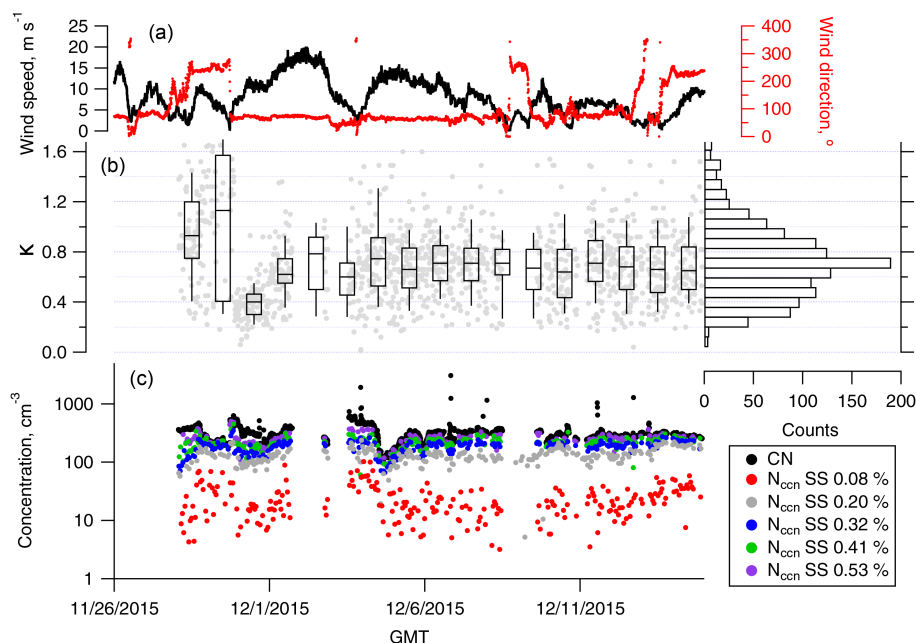 (a)
Wind speed, m s⁻¹
25
20
15
10
5
0
400
300
200
100
0
Wind direction, º
(b)
K
1.6
1.2
0.8
0.4
0.0
0
50
100
150
200
Counts
(c)
Concentration, cm⁻³
1000
100
10
1
11/26/2015
12/1/2015
12/6/2015
12/11/2015
GMT
CN
Nccn SS 0.08 %
Nccn SS 0.20 %
Nccn SS 0.32 %
Nccn SS 0.41 %
Nccn SS 0.53 %